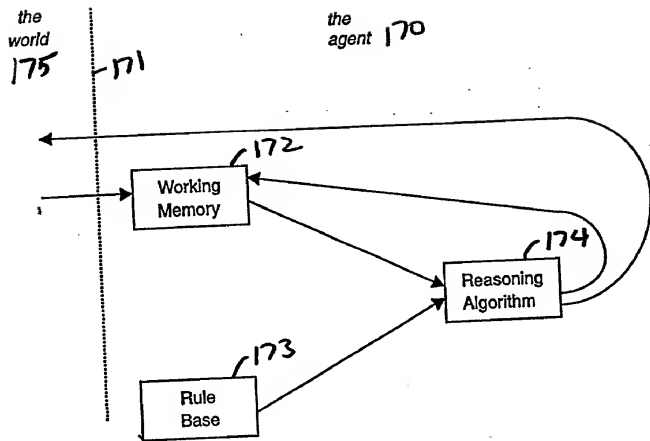 the
world
175
171
the
agent 170
172
Working
Memory
174
Reasoning
Algorithm
173
Rule
Base